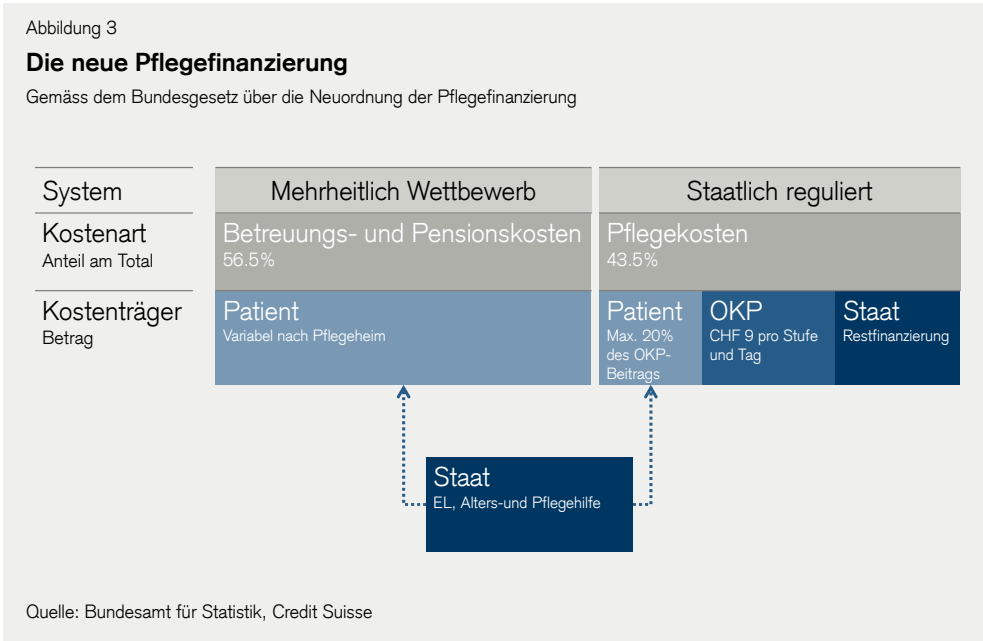 Abbildung 3
Die neue Pflegefinanzierung
Gemäss dem Bundesgesetz über die Neuordnung der Pflegefinanzierung
System
Mehrheitlich Wettbewerb
Staatlich reguliert
Kostenart
Anteil am Total
Betreuungs- und Pensionskosten
56.5%
Pflegekosten
43.5%
Kostenträger
Betrag
Patient
Variabel nach Pflegeheim
Patient
Max. 20%
des OKP-
Beitrags
OKP
CHF 9 pro Stufe
und Tag
Staat
Restfinanzierung
Staat
EL, Alters-und Pflegehilfe
Quelle: Bundesamt für Statistik, Credit Suisse